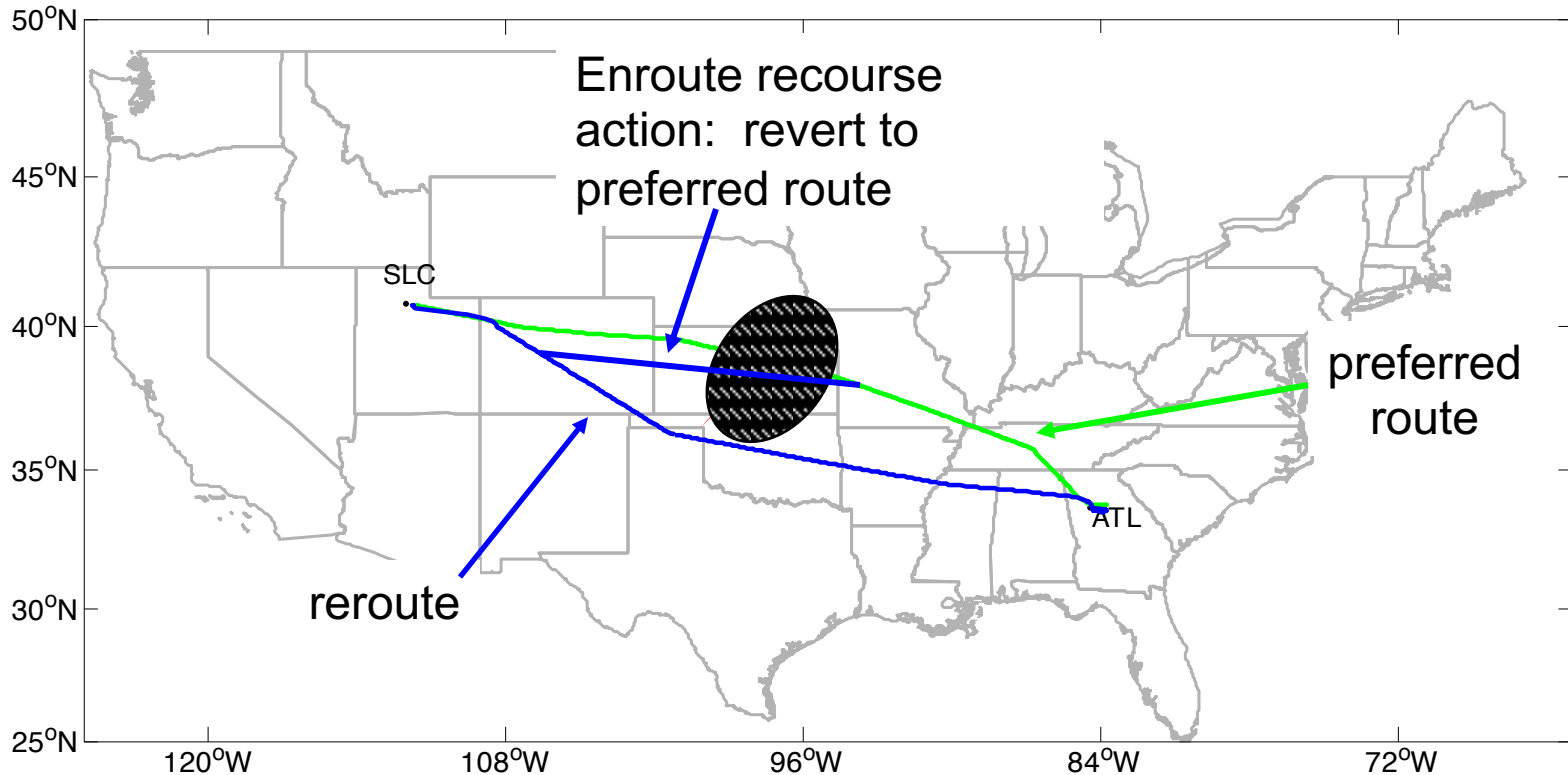 50°N
45°N
40°N
35°N
30°N
25°N
120°W
108°W
96°W
84°W
72°W
Enroute recourse
action: revert to
preferred route
SLC
preferred
route
ATL
reroute